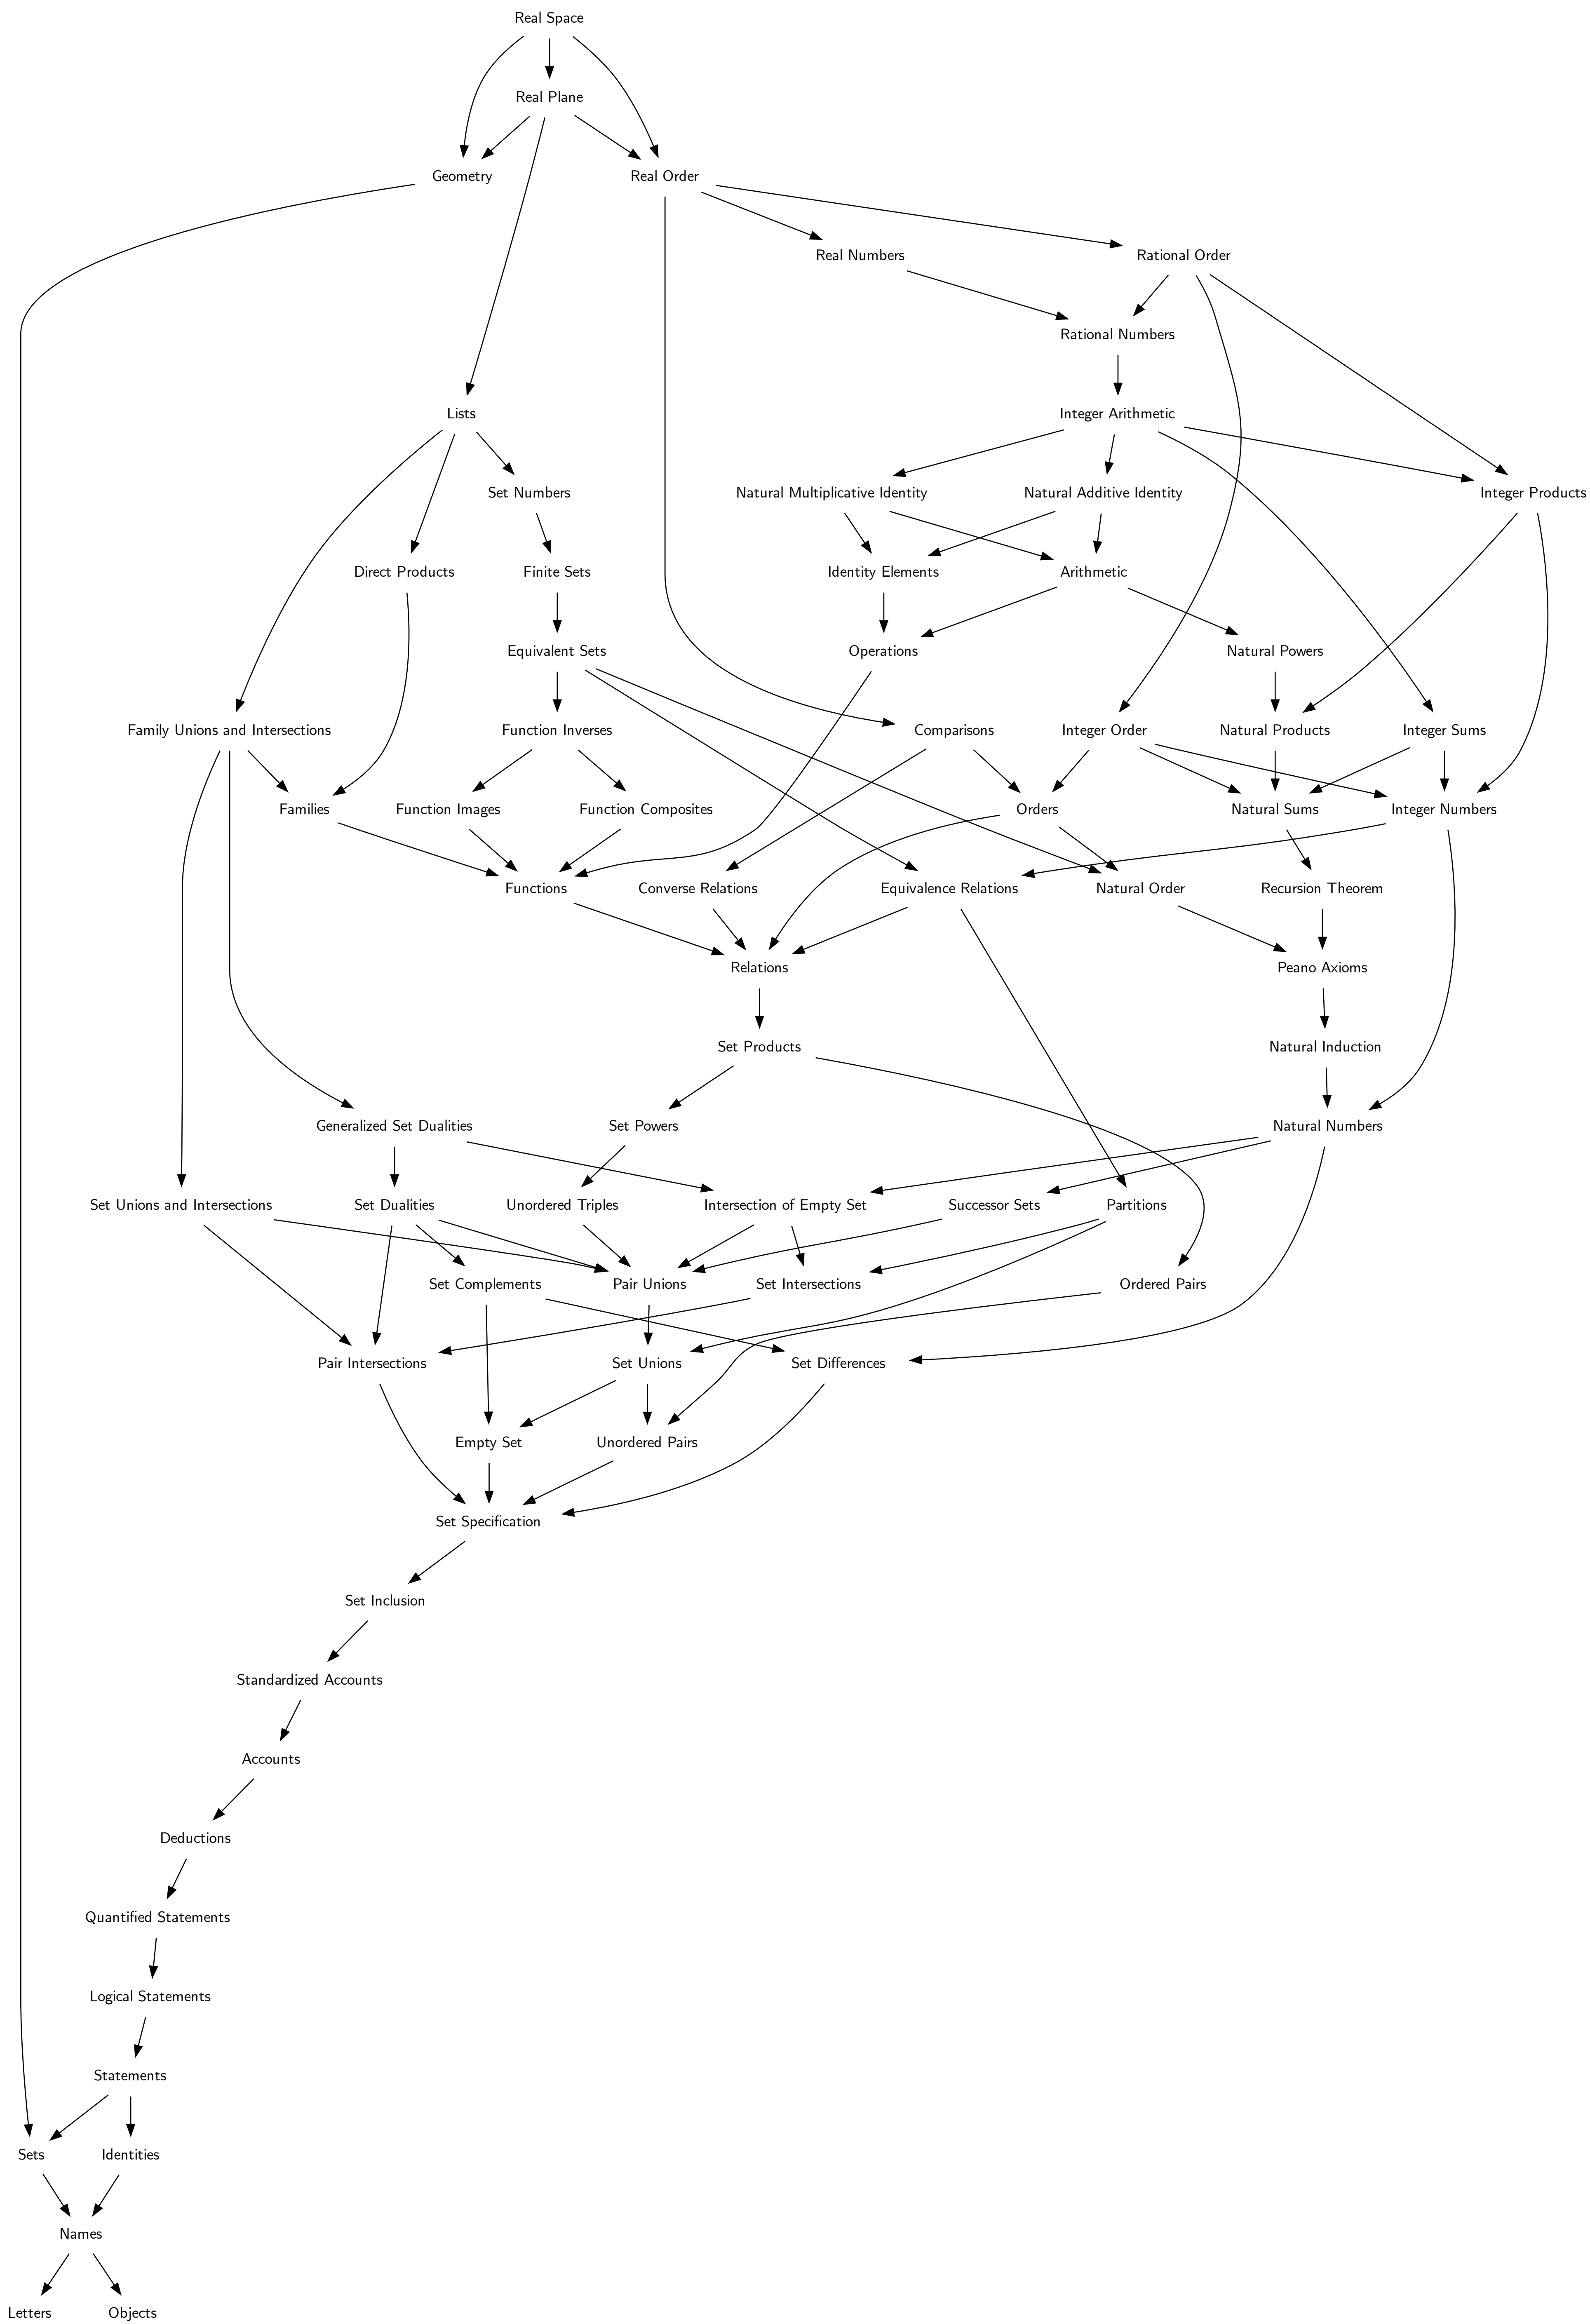 Real Space
Real Plane
Geometry
Real Order
Real Numbers
Rational Order
Rational Numbers
Lists
Integer Arithmetic
Set Numbers
Natural Multiplicative Identity
Natural Additive Identity
Integer Products
Direct Products
Finite Sets
Identity Elements
Arithmetic
Equivalent Sets
Operations
Natural Powers
Family Unions and Intersections
Function Inverses
Comparisons
Integer Order
Natural Products
Integer Sums
Families
Function Images
Function Composites
Orders
Natural Sums
Integer Numbers
Functions
Converse Relations
Equivalence Relations
Natural Order
Recursion Theorem
Relations
Peano Axioms
Set Products
Natural Induction
Generalized Set Dualities
Set Powers
Natural Numbers
Set Unions and Intersections
Set Dualities
Unordered Triples
Intersection of Empty Set
Successor Sets
Partitions
Set Complements
Pair Unions
Set Intersections
Ordered Pairs
Pair Intersections
Set Unions
Set Differences
Empty Set
Unordered Pairs
Set Specification
Set Inclusion
Standardized Accounts
Accounts
Deductions
Quantified Statements
Logical Statements
Statements
Sets
Identities
Names
Letters
Objects